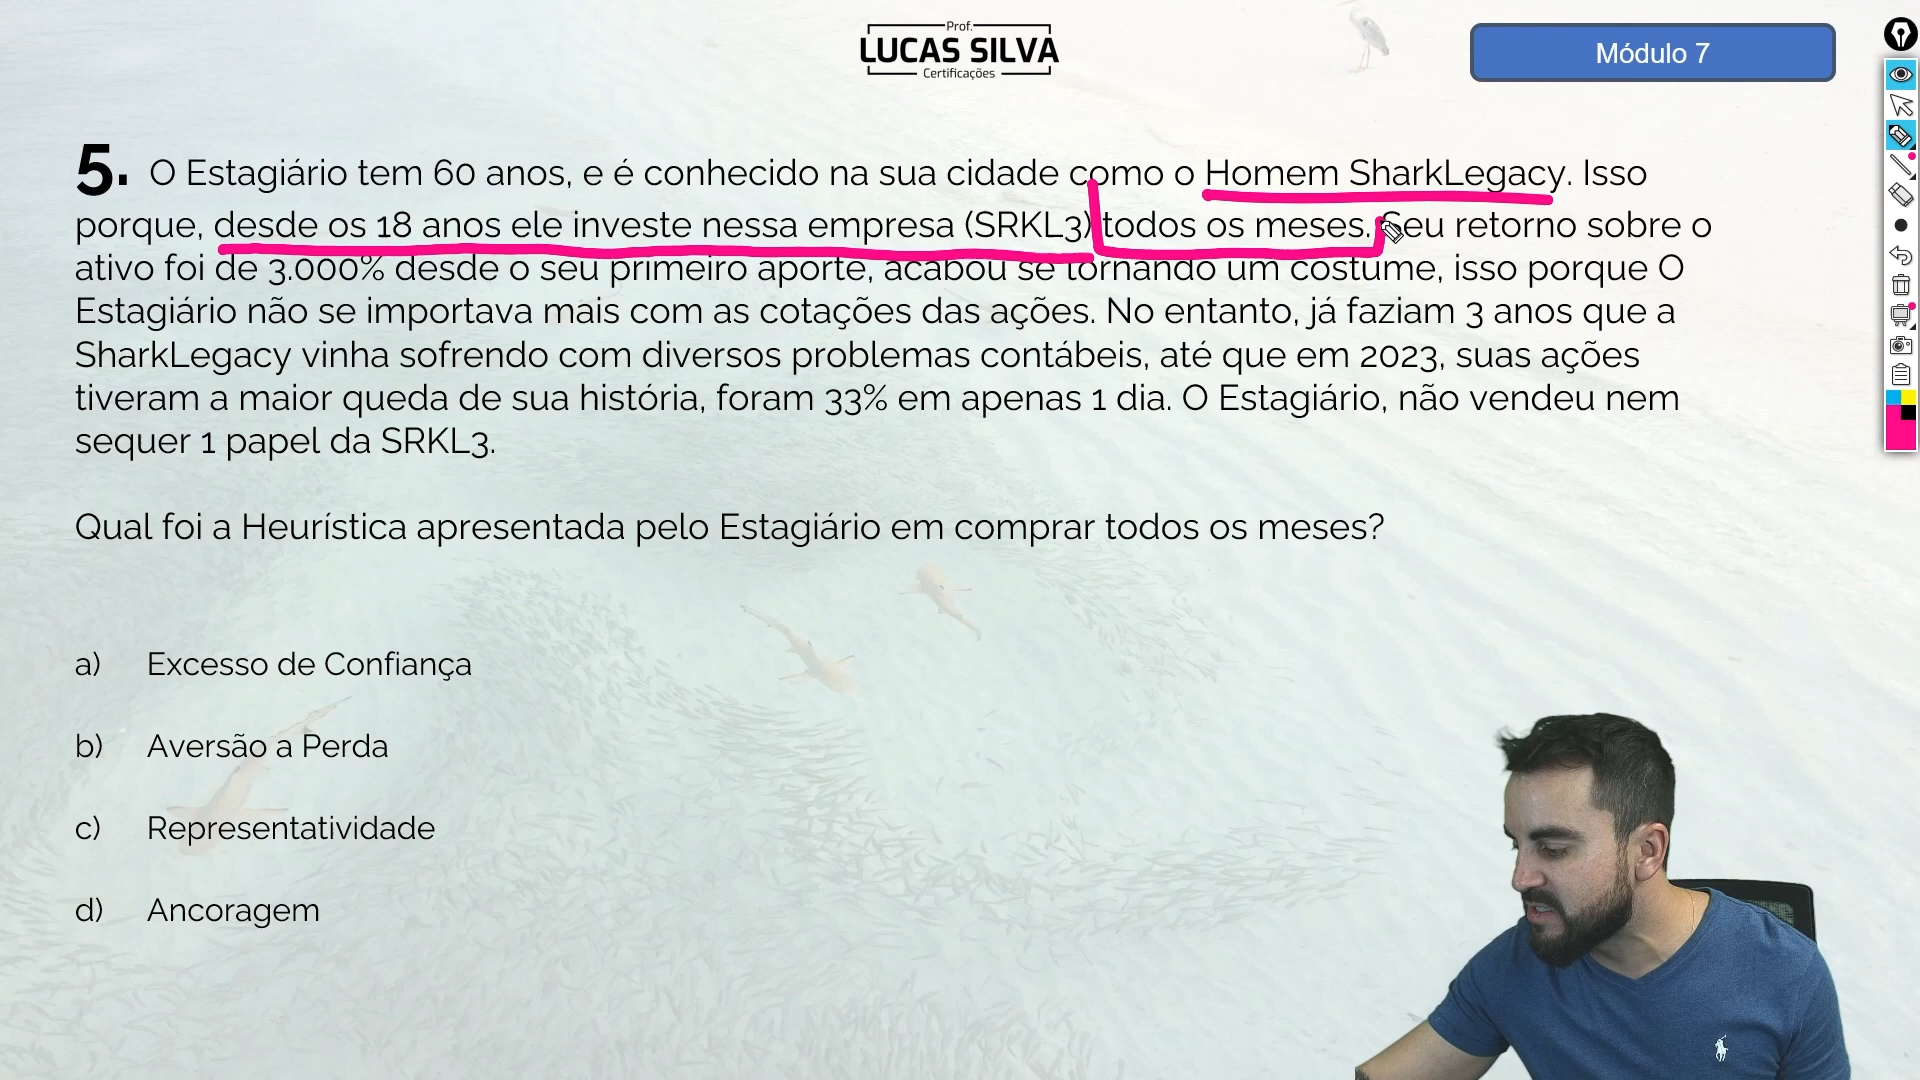 Prof.
LUCAS SILVA
Certificações
Módulo 7
5. O Estagiário tem 60 anos, e é conhecido na sua cidade como o Homem SharkLegacy. Isso
porque, desde os 18 anos ele investe nessa empresa (SRKL3) todos os meses. Seu retorno sobre o
ativo foi de 3.000% desde o seu primeiro aporte, acabou se tornando um costume, isso porque O
Estagiário não se importava mais com as cotações das ações. No entanto, já faziam 3 anos que a
SharkLegacy vinha sofrendo com diversos problemas contábeis, até que em 2023, suas ações
tiveram a maior queda de sua história, foram 33% em apenas 1 dia. O Estagiário, não vendeu nem
sequer 1 papel da SRKL3.
Qual foi a Heurística apresentada pelo Estagiário em comprar todos os meses?
a) Excesso de Confiança
b) Aversão a Perda
c) Representatividade
d) Ancoragem